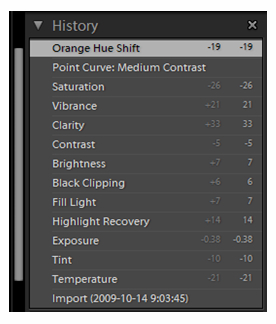 History
Orange Hue Shift -19 -19
Point Curve: Medium Contrast
Saturation -26 -26
Vibrance +21 21
Clarity +33 33
Contrast -5 -5
Brightness +7 7
Black Clipping +6 6
Fill Light +7 7
Highlight Recovery +14 14
Exposure -0.38 -0.38
Tint -10 -10
Temperature -21 -21
Import (2009-10-14 9:03:45)